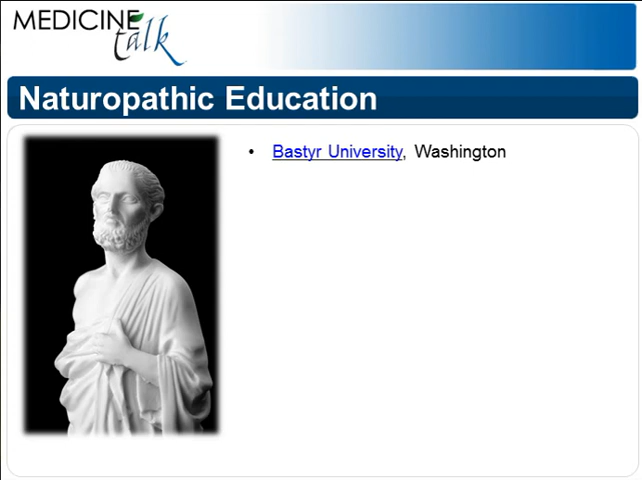 MEDICINE
talk
Naturopathic Education
• Bastyr University, Washington